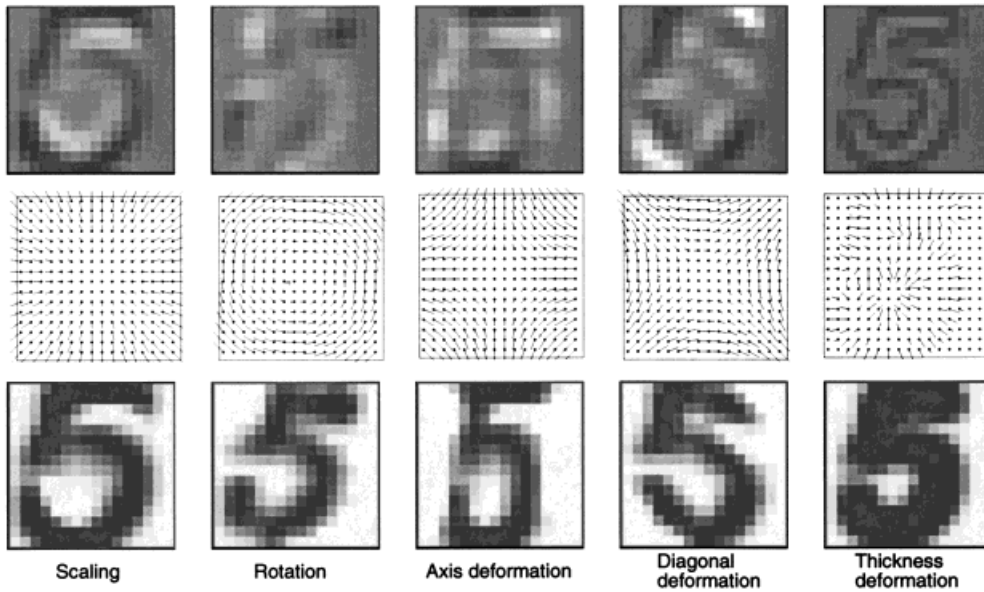 Scaling
Rotation
Axis deformation
Diagonal
deformation
Thickness
deformation